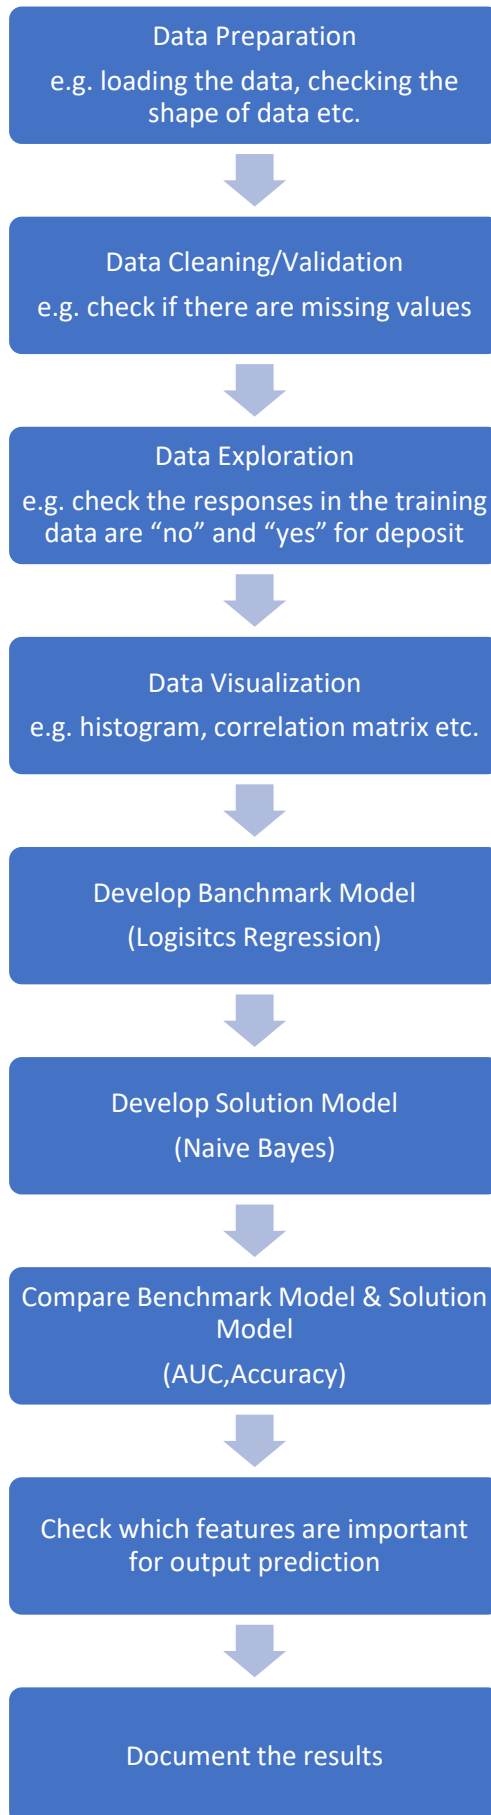 Data Preparation
e.g. loading the data, checking the
shape of data etc.
Data Cleaning/Validation
e.g. check if there are missing values
Data Exploration
e.g. check the responses in the training
data are “no” and “yes” for deposit
Data Visualization
e.g. histogram, correlation matrix etc.
Develop Banchmark Model
(Logisitcs Regression)
Develop Solution Model
(Naive Bayes)
Compare Benchmark Model & Solution
Model
(AUC,Accuracy)
Check which features are important
for output prediction
Document the results